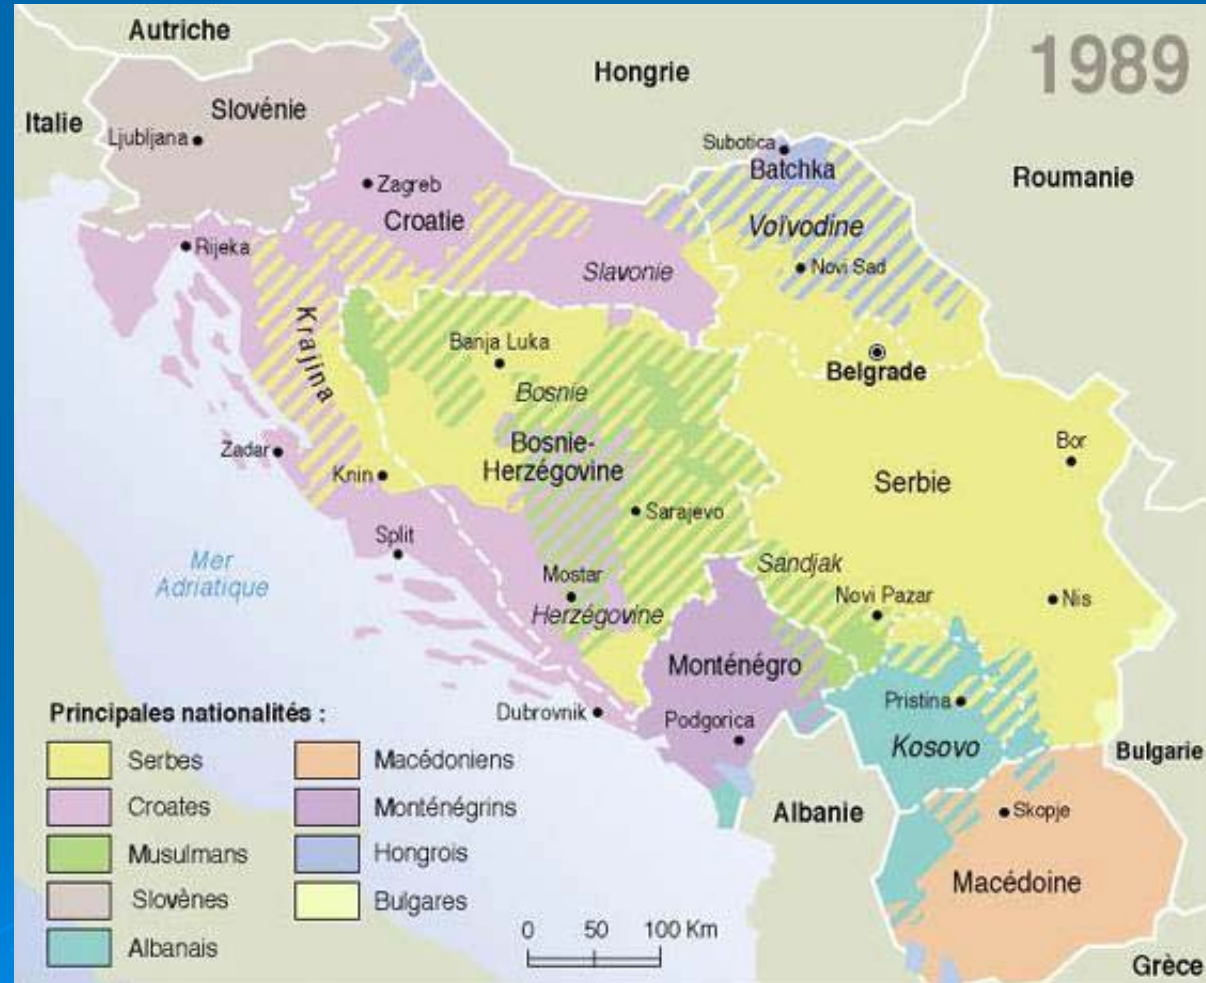 Autriche
1989
Hongrie
Slovénie
Italie
Ljubljana
Subotica
Batchka
Roumanie
Zagreb
Croatie
Voïvodine
Rijeka
Slavonie
Novi Sad
Krajina
Banja Luka
Belgrade
Bosnie
Zadar
Bosnie-
Herzégovine
Bor
Knin
Serbie
Sarajevo
Split
Mer
Adriatique
Sandjak
Mostar
Novi Pazar
Nis
Herzégovine
Monténégro
Principales nationalités :
Dubrovnik
Podgorica
Pristina
Kosovo
Bulgarie
Serbes
Macédoniens
Croates
Monténégrins
Albanie
Skopje
Musulmans
Hongrois
Macédoine
Slovènes
Bulgares
Albanais
0 50 100 Km
Grèce